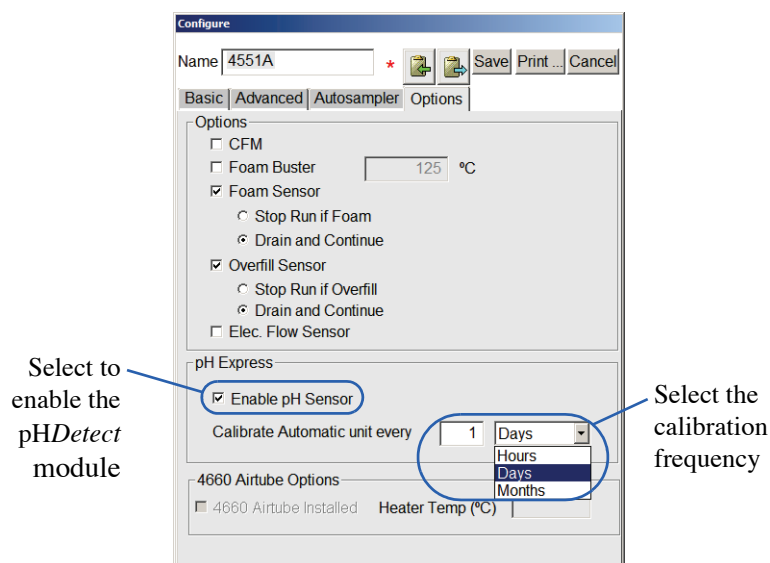 Configure
Name 4551A * Save Print ... Cancel
Basic Advanced Autosampler Options
Options
CFM
Foam Buster 125 ºC
Foam Sensor
Stop Run if Foam
Drain and Continue
Overfill Sensor
Stop Run if Overfill
Drain and Continue
Elec. Flow Sensor
pH Express
Enable pH Sensor
Calibrate Automatic unit every 1 Days
Hours
Days
Months
4660 Airtube Options
4660 Airtube Installed Heater Temp (ºC)
Select to
enable the
pHDetect
module
Select the
calibration
frequency